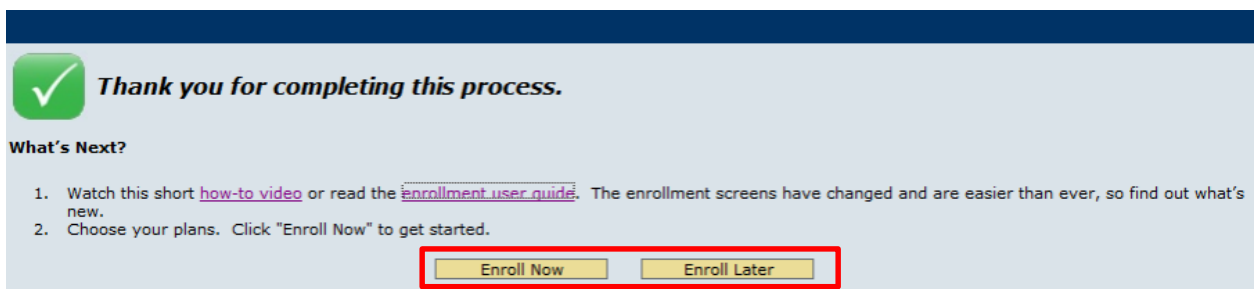 Thank you for completing this process.
What's Next?
1. Watch this short how-to video or read the enrollment user guide. The enrollment screens have changed and are easier than ever, so find out what's
new.
2. Choose your plans. Click "Enroll Now" to get started.
Enroll Now Enroll Later